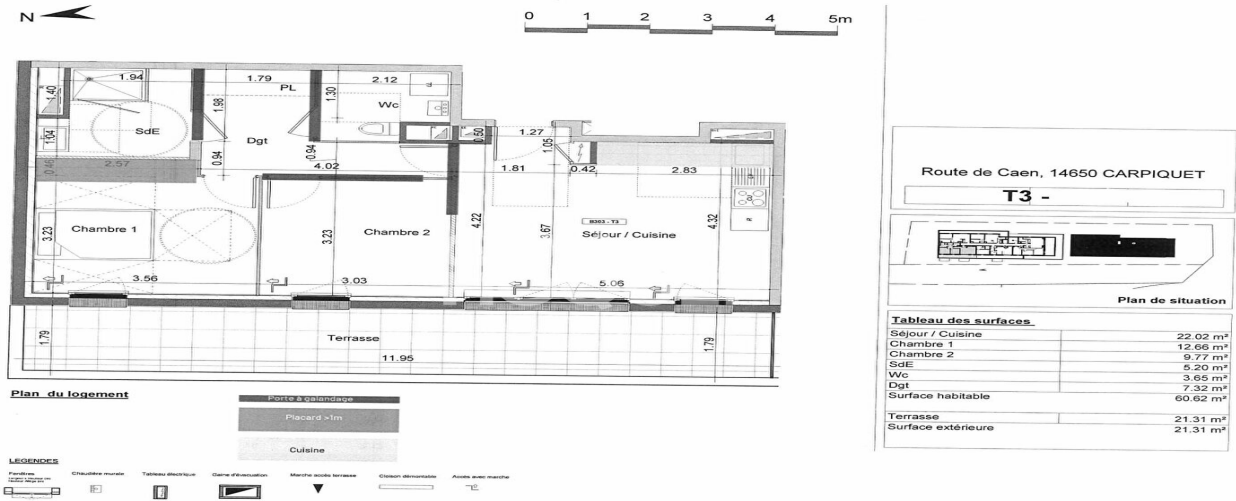 N
0 1 2 3 4 5m
1.94 1.79 PL 2.12
1.40 1.98 1.30 Wc
SdE
1.04 Dgt 0.50 1.27
1.05
0.46 2.57 0.94 0.94 4.02 1.81 0.42 2.83
Chambre 1 3.23 3.23 Chambre 2 4.22 3.67 B303 - T3 4.32
Séjour / Cuisine
3.56 3.03 5.06
1.79 Terrasse 1.79
11.95
Plan du logement
Porte à galandage
Placard >1m
Cuisine
LEGENDES
Fenêtres
Chaudière murale
Tableau électrique
Gaine d'évacuation
Marche accès terrasse
Cloison démontable
Accès avec marche
Route de Caen, 14650 CARPIQUET
T3 -
Plan de situation
Tableau des surfaces
Séjour / Cuisine 22.02 m²
Chambre 1 12.66 m²
Chambre 2 9.77 m²
SdE 5.20 m²
Wc 3.65 m²
Dgt 7.32 m²
Surface habitable 60.62 m²
Terrasse 21.31 m²
Surface extérieure 21.31 m²